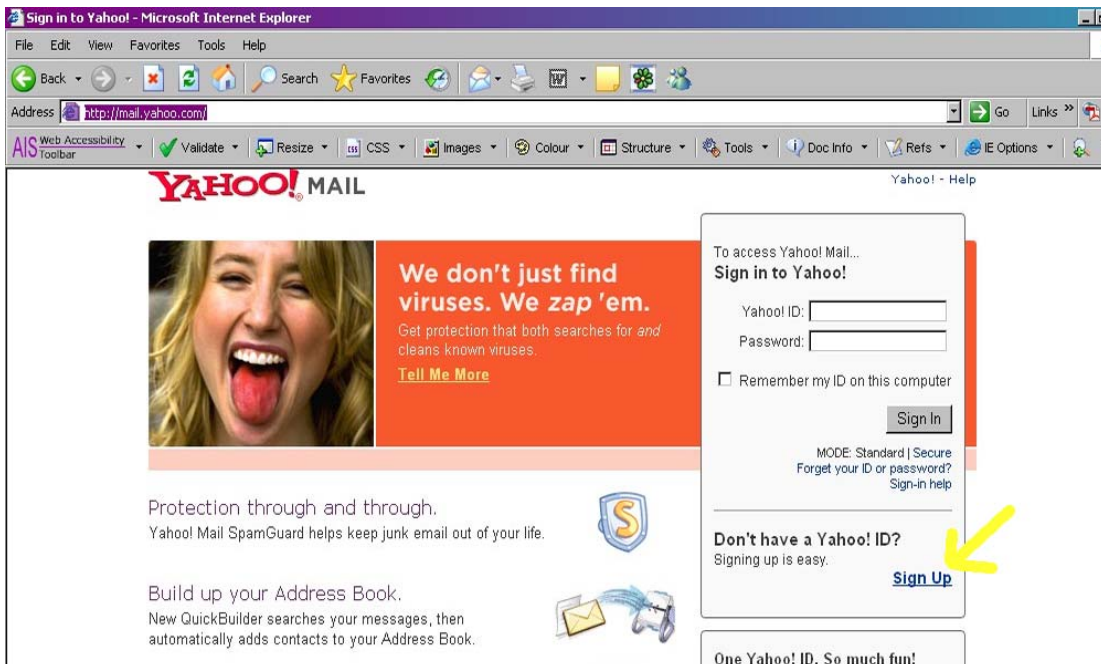 Sign in to Yahoo! - Microsoft Internet Explorer
File Edit View Favorites Tools Help
Back Search Favorites
Address http://mail.yahoo.com/ Go Links »
AIS Web Accessibility Toolbar Validate Resize CSS Images Colour Structure Tools Doc Info Refs IE Options
YAHOO! MAIL
Yahoo! - Help
We don't just find
viruses. We zap 'em.
Get protection that both searches for and
cleans known viruses.
Tell Me More
To access Yahoo! Mail...
Sign in to Yahoo!
Yahoo! ID:
Password:
Remember my ID on this computer
Sign In
MODE: Standard | Secure
Forget your ID or password?
Sign-in help
Don't have a Yahoo! ID?
Signing up is easy.
Sign Up
Protection through and through.
Yahoo! Mail SpamGuard helps keep junk email out of your life.
S
Build up your Address Book.
New QuickBuilder searches your messages, then
automatically adds contacts to your Address Book.
One Yahoo! ID. So much fun!